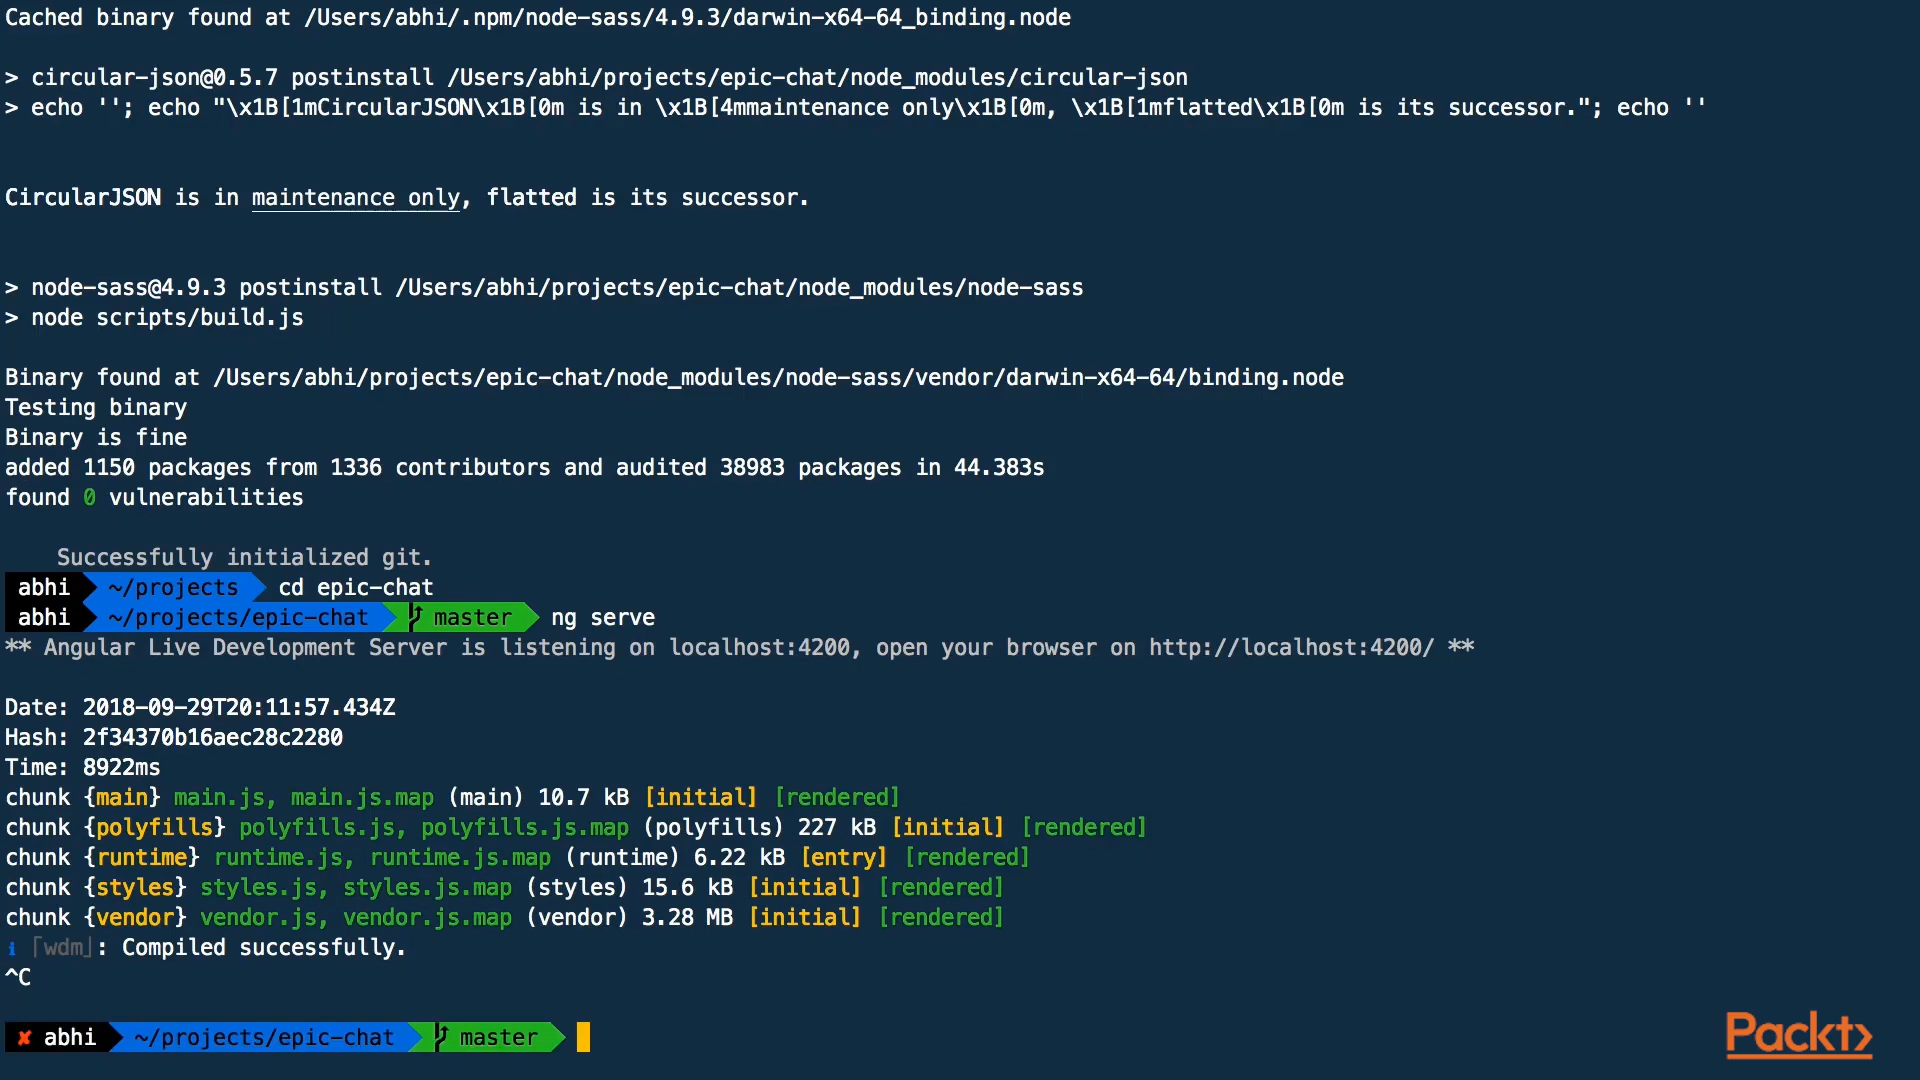 Cached binary found at /Users/abhi/.npm/node-sass/4.9.3/darwin-x64-64_binding.node
> circular-json@0.5.7 postinstall /Users/abhi/projects/epic-chat/node_modules/circular-json
> echo ''; echo "\x1B[1mCircularJSON\x1B[0m is in \x1B[4mmaintenance only\x1B[0m, \x1B[1mflatted\x1B[0m is its successor."; echo ''
CircularJSON is in maintenance only, flatted is its successor.
> node-sass@4.9.3 postinstall /Users/abhi/projects/epic-chat/node_modules/node-sass
> node scripts/build.js
Binary found at /Users/abhi/projects/epic-chat/node_modules/node-sass/vendor/darwin-x64-64/binding.node
Testing binary
Binary is fine
added 1150 packages from 1336 contributors and audited 38983 packages in 44.383s
found 0 vulnerabilities
Successfully initialized git.
abhi ~/projects cd epic-chat
abhi ~/projects/epic-chat master ng serve
** Angular Live Development Server is listening on localhost:4200, open your browser on http://localhost:4200/ **
Date: 2018-09-29T20:11:57.434Z
Hash: 2f34370b16aec28c2280
Time: 8922ms
chunk {main} main.js, main.js.map (main) 10.7 kB [initial] [rendered]
chunk {polyfills} polyfills.js, polyfills.js.map (polyfills) 227 kB [initial] [rendered]
chunk {runtime} runtime.js, runtime.js.map (runtime) 6.22 kB [entry] [rendered]
chunk {styles} styles.js, styles.js.map (styles) 15.6 kB [initial] [rendered]
chunk {vendor} vendor.js, vendor.js.map (vendor) 3.28 MB [initial] [rendered]
ℹ ｢wdm｣: Compiled successfully.
^C
✘ abhi ~/projects/epic-chat master
Packt>